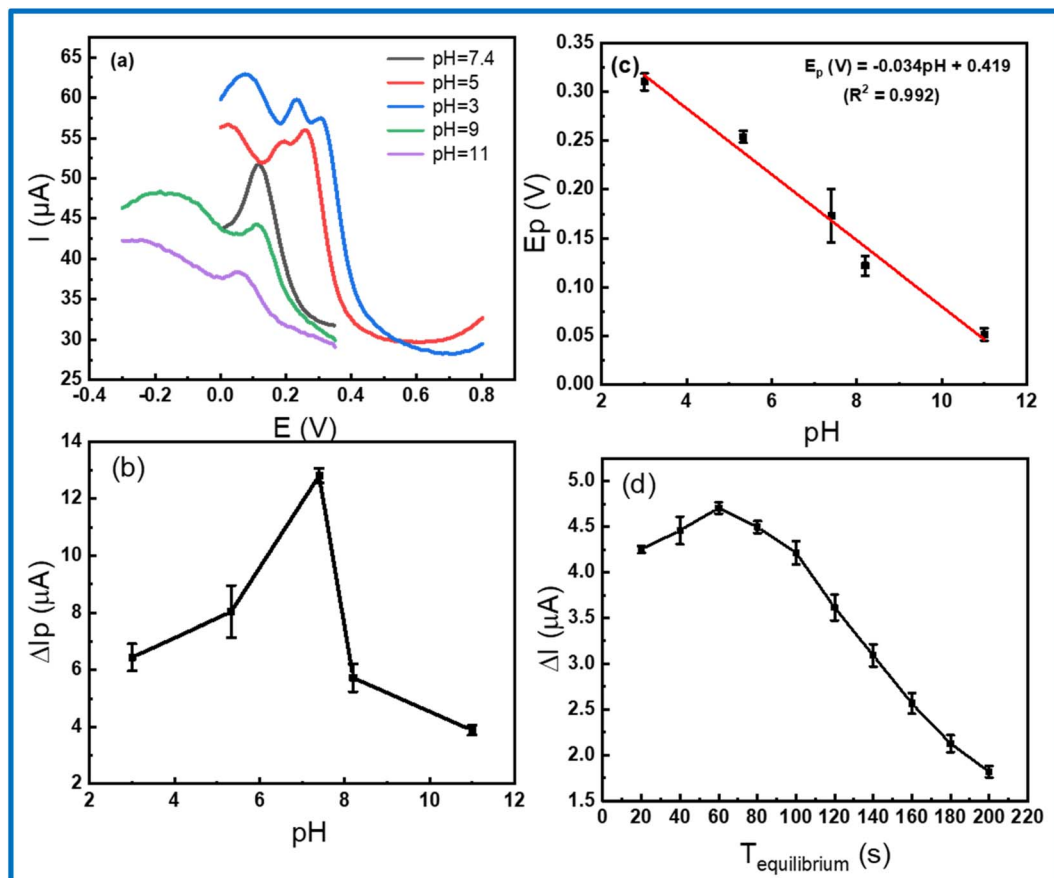 (a)
pH=7.4
pH=5
pH=3
pH=9
pH=11
I (µA)
65
60
55
50
45
40
35
30
25
-0.4 -0.2 0.0 0.2 0.4 0.6 0.8
E (V)
(c)
Eₚ (V) = -0.034pH + 0.419
(R² = 0.992)
Ep (V)
0.35
0.30
0.25
0.20
0.15
0.10
0.05
0.00
2 4 6 8 10 12
pH
(b)
ΔIp (µA)
14
12
10
8
6
4
2
2 4 6 8 10 12
pH
(d)
ΔI (µA)
5.0
4.5
4.0
3.5
3.0
2.5
2.0
1.5
0 20 40 60 80 100 120 140 160 180 200 220
T equilibrium (s)